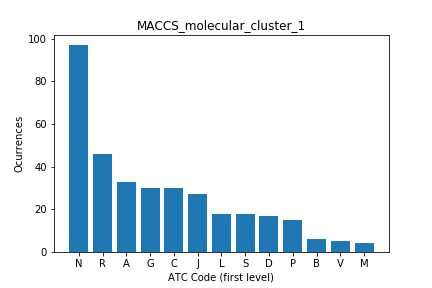 MACCS_molecular_cluster_1
100
80
60
40
20
0
Ocurrences
N R A G C J L S D P B V M
ATC Code (first level)